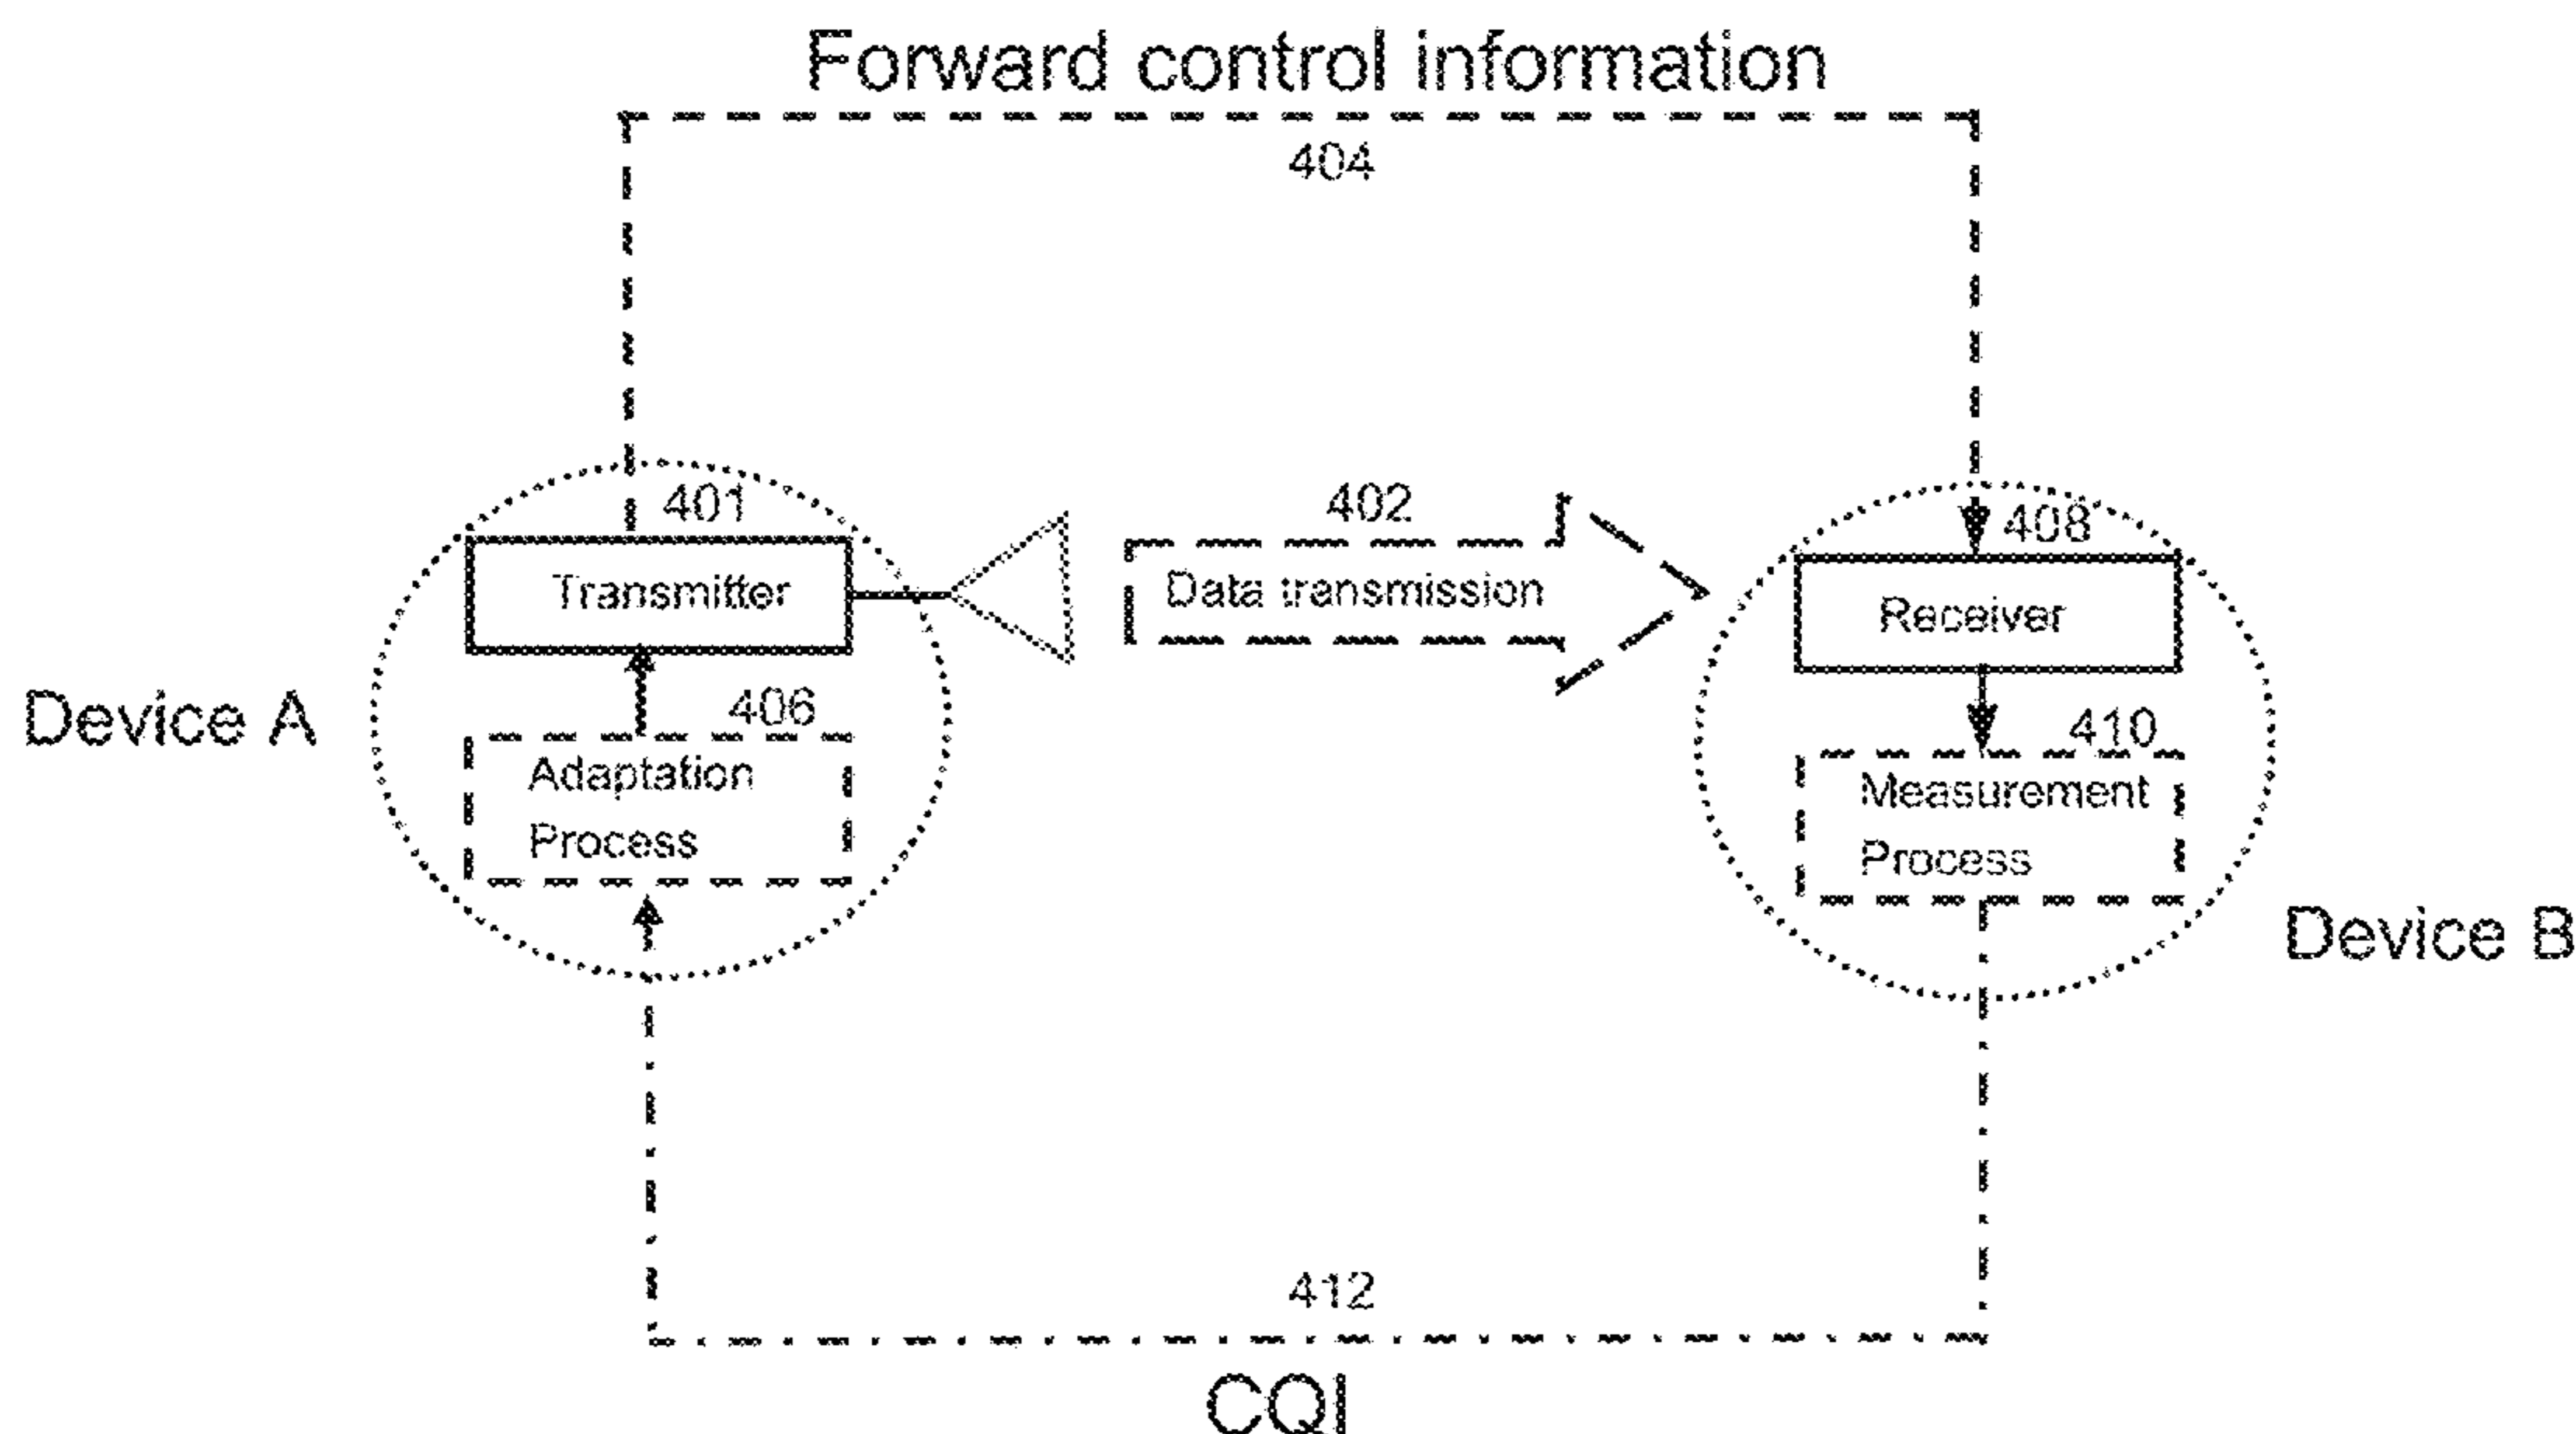 Forward control information
404
401
402
408
Transmitter
Data transmission
Receiver
Device A
406
410
Adaptation
Process
Measurement
Process
Device B
412
CQI